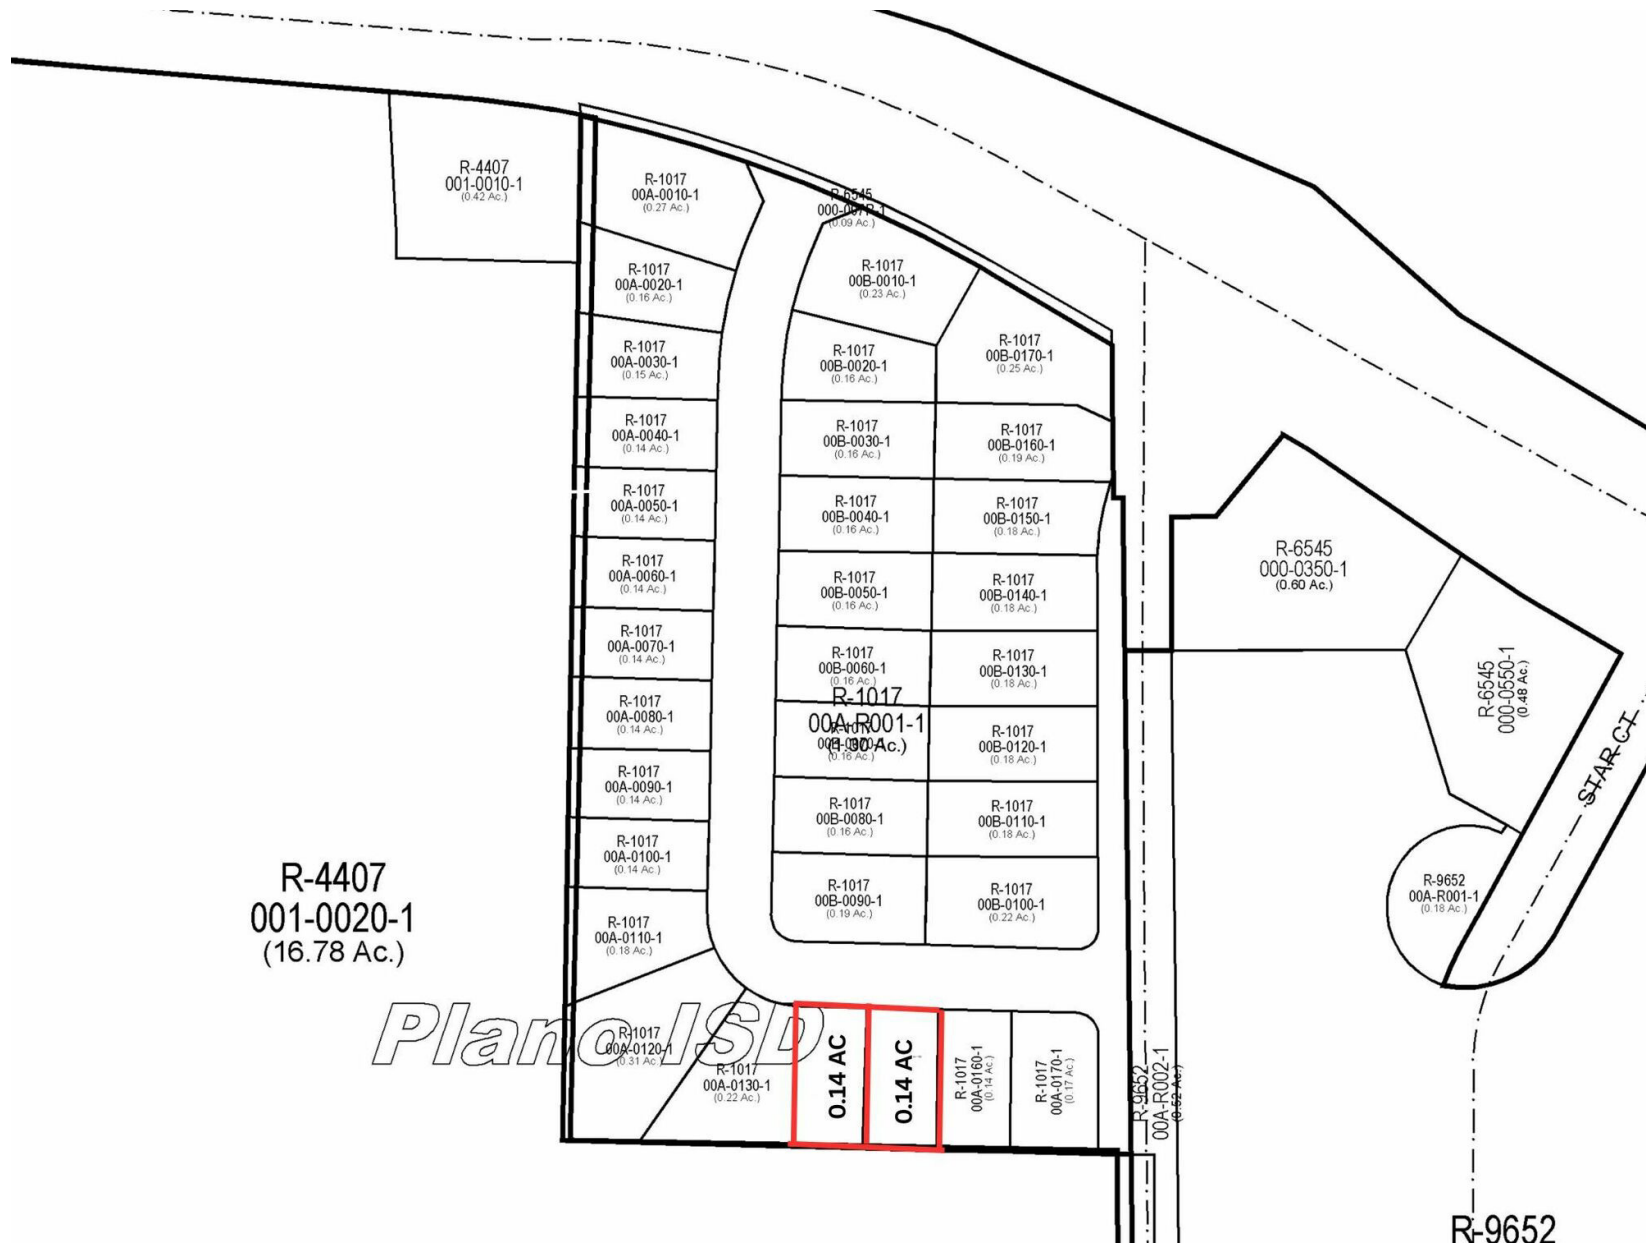 R-4407
001-0010-1
(0.42 Ac.)
R-1017
00A-0010-1
(0.27 Ac.)
R-6545
(0.09 Ac.)
R-1017
00A-0020-1
(0.16 Ac.)
R-1017
00B-0010-1
(0.23 Ac.)
R-1017
00A-0030-1
(0.15 Ac.)
R-1017
00B-0020-1
(0.16 Ac.)
R-1017
00B-0170-1
(0.25 Ac.)
R-1017
00A-0040-1
(0.14 Ac.)
R-1017
00B-0030-1
(0.16 Ac.)
R-1017
00B-0160-1
(0.19 Ac.)
R-1017
00A-0050-1
(0.14 Ac.)
R-1017
00B-0040-1
(0.16 Ac.)
R-1017
00B-0150-1
(0.18 Ac.)
R-6545
000-0350-1
(0.60 Ac.)
R-1017
00A-0060-1
(0.14 Ac.)
R-1017
00B-0050-1
(0.16 Ac.)
R-1017
00B-0140-1
(0.18 Ac.)
R-1017
00A-0070-1
(0.14 Ac.)
R-1017
00B-0060-1
(0.16 Ac.)
R-1017
00B-0130-1
(0.18 Ac.)
R-6545
000-0550-1
(0.48 Ac.)
R-1017
00A-0080-1
(0.14 Ac.)
R-1017
00A-R001-1
(1.30 Ac.)
(0.16 Ac.)
R-1017
00B-0120-1
(0.18 Ac.)
STAR CT
R-1017
00A-0090-1
(0.14 Ac.)
R-1017
00B-0080-1
(0.16 Ac.)
R-1017
00B-0110-1
(0.18 Ac.)
R-1017
00A-0100-1
(0.14 Ac.)
R-4407
001-0020-1
(16.78 Ac.)
R-1017
00B-0090-1
(0.19 Ac.)
R-1017
00B-0100-1
(0.22 Ac.)
R-9652
00A-R001-1
(0.18 Ac.)
R-1017
00A-0110-1
(0.18 Ac.)
Plano ISD
R-1017
00A-0120-1
(0.31 Ac.)
R-1017
00A-0130-1
(0.22 Ac.)
0.14 AC
0.14 AC
R-1017
00A-0160-1
(0.14 Ac.)
R-1017
00A-0170-1
(0.17 Ac.)
R-9652
00A-R002-1
(0.52 Ac.)
R-9652